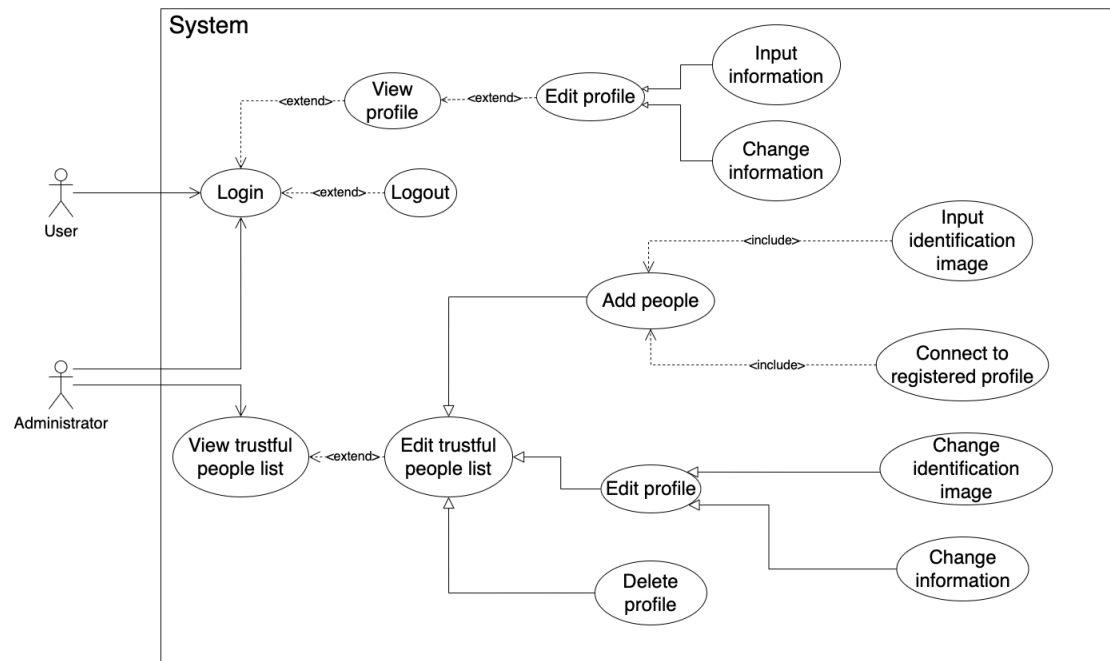 System
Input
information
View
profile
<extend>
<extend>
Edit profile
Change
information
Login
<extend>
Logout
User
Input
identification
image
<include>
Add people
<include>
Connect to
registered profile
Administrator
View trustful
people list
<extend>
Edit trustful
people list
Change
identification
image
Edit profile
Change
information
Delete
profile